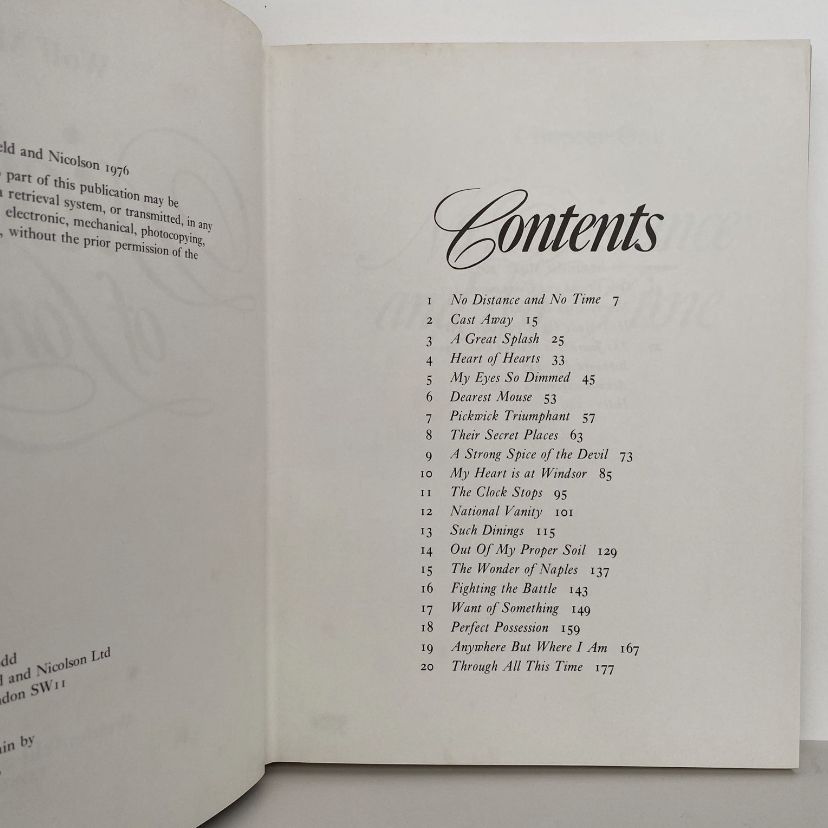 eld and Nicolson 1976
part of this publication may be
retrieval system, or transmitted, in any
electronic, mechanical, photocopying,
, without the prior permission of the
dd
and Nicolson Ltd
don SW11
ain by
Contents
1 No Distance and No Time 7
2 Cast Away 15
3 A Great Splash 25
4 Heart of Hearts 33
5 My Eyes So Dimmed 45
6 Dearest Mouse 53
7 Pickwick Triumphant 57
8 Their Secret Places 63
9 A Strong Spice of the Devil 73
10 My Heart is at Windsor 85
11 The Clock Stops 95
12 National Vanity 101
13 Such Dinings 115
14 Out Of My Proper Soil 129
15 The Wonder of Naples 137
16 Fighting the Battle 143
17 Want of Something 149
18 Perfect Possession 159
19 Anywhere But Where I Am 167
20 Through All This Time 177